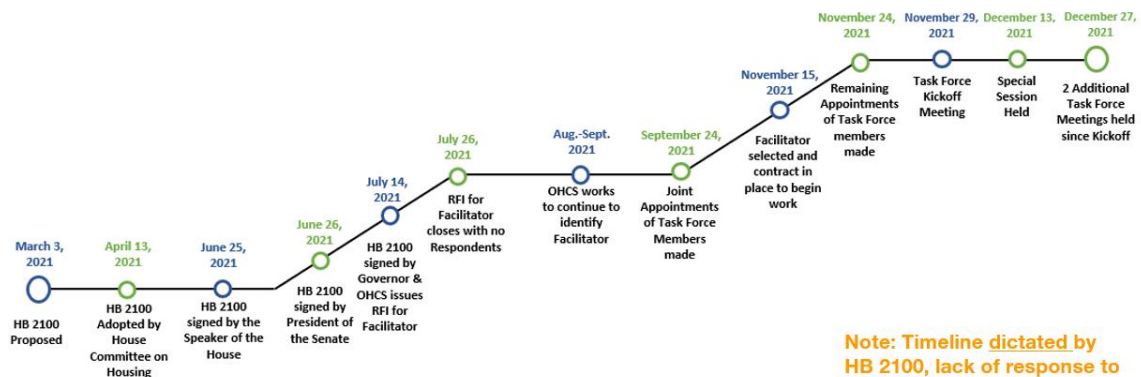 March 3,
2021
HB 2100
Proposed
April 13,
2021
HB 2100
Adopted by
House
Committee on
Housing
June 25,
2021
HB 2100
signed by the
Speaker of the
House
June 26,
2021
HB 2100
signed by
President of
the Senate
July 14,
2021
HB 2100
signed by
Governor &
OHCS issues
RFI for
Facilitator
July 26,
2021
RFI for
Facilitator
closes with no
Respondents
Aug.-Sept.
2021
OHCS works
to continue to
identify
Facilitator
September 24,
2021
Joint
Appointments
of Task Force
Members
made
November 15,
2021
Facilitator
selected and
contract in
place to begin
work
November 24,
2021
Remaining
Appointments
of Task Force
members
made
November 29,
2021
Task Force
Kickoff
Meeting
December 13,
2021
Special
Session
Held
December 27,
2021
2 Additional
Task Force
Meetings held
since Kickoff
Note: Timeline dictated by
HB 2100, lack of response to